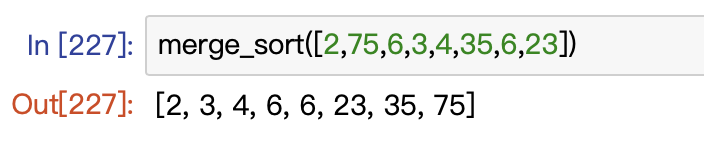 In [227]: merge_sort([2,75,6,3,4,35,6,23])
Out[227]: [2, 3, 4, 6, 6, 23, 35, 75]